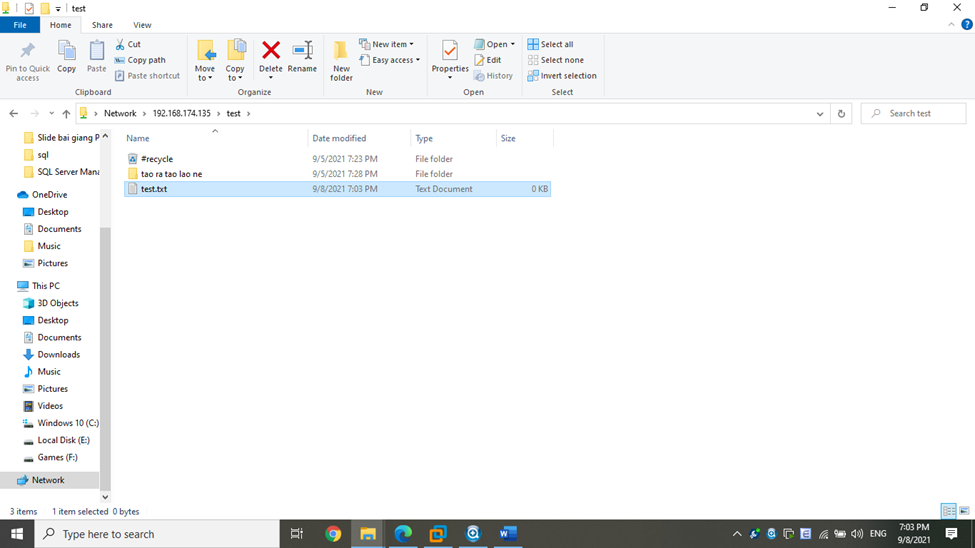 test
File Home Share View
Pin to Quick access
Copy
Paste
Cut
Copy path
Paste shortcut
Clipboard
Move to
Copy to
Delete
Rename
Organize
New folder
New item
Easy access
New
Properties
Open
Edit
History
Open
Select all
Select none
Invert selection
Select
Network > 192.168.174.135 > test >
Search test
Slide bai giang P
sql
SQL Server Mana
OneDrive
Desktop
Documents
Music
Pictures
This PC
3D Objects
Desktop
Documents
Downloads
Music
Pictures
Videos
Windows 10 (C:)
Local Disk (E:)
Games (F:)
Network
Name Date modified Type Size
#recycle 9/5/2021 7:23 PM File folder
tao ra tao lao ne 9/5/2021 7:28 PM File folder
test.txt 9/8/2021 7:03 PM Text Document 0 KB
3 items 1 item selected 0 bytes
Type here to search
ENG
7:03 PM
9/8/2021